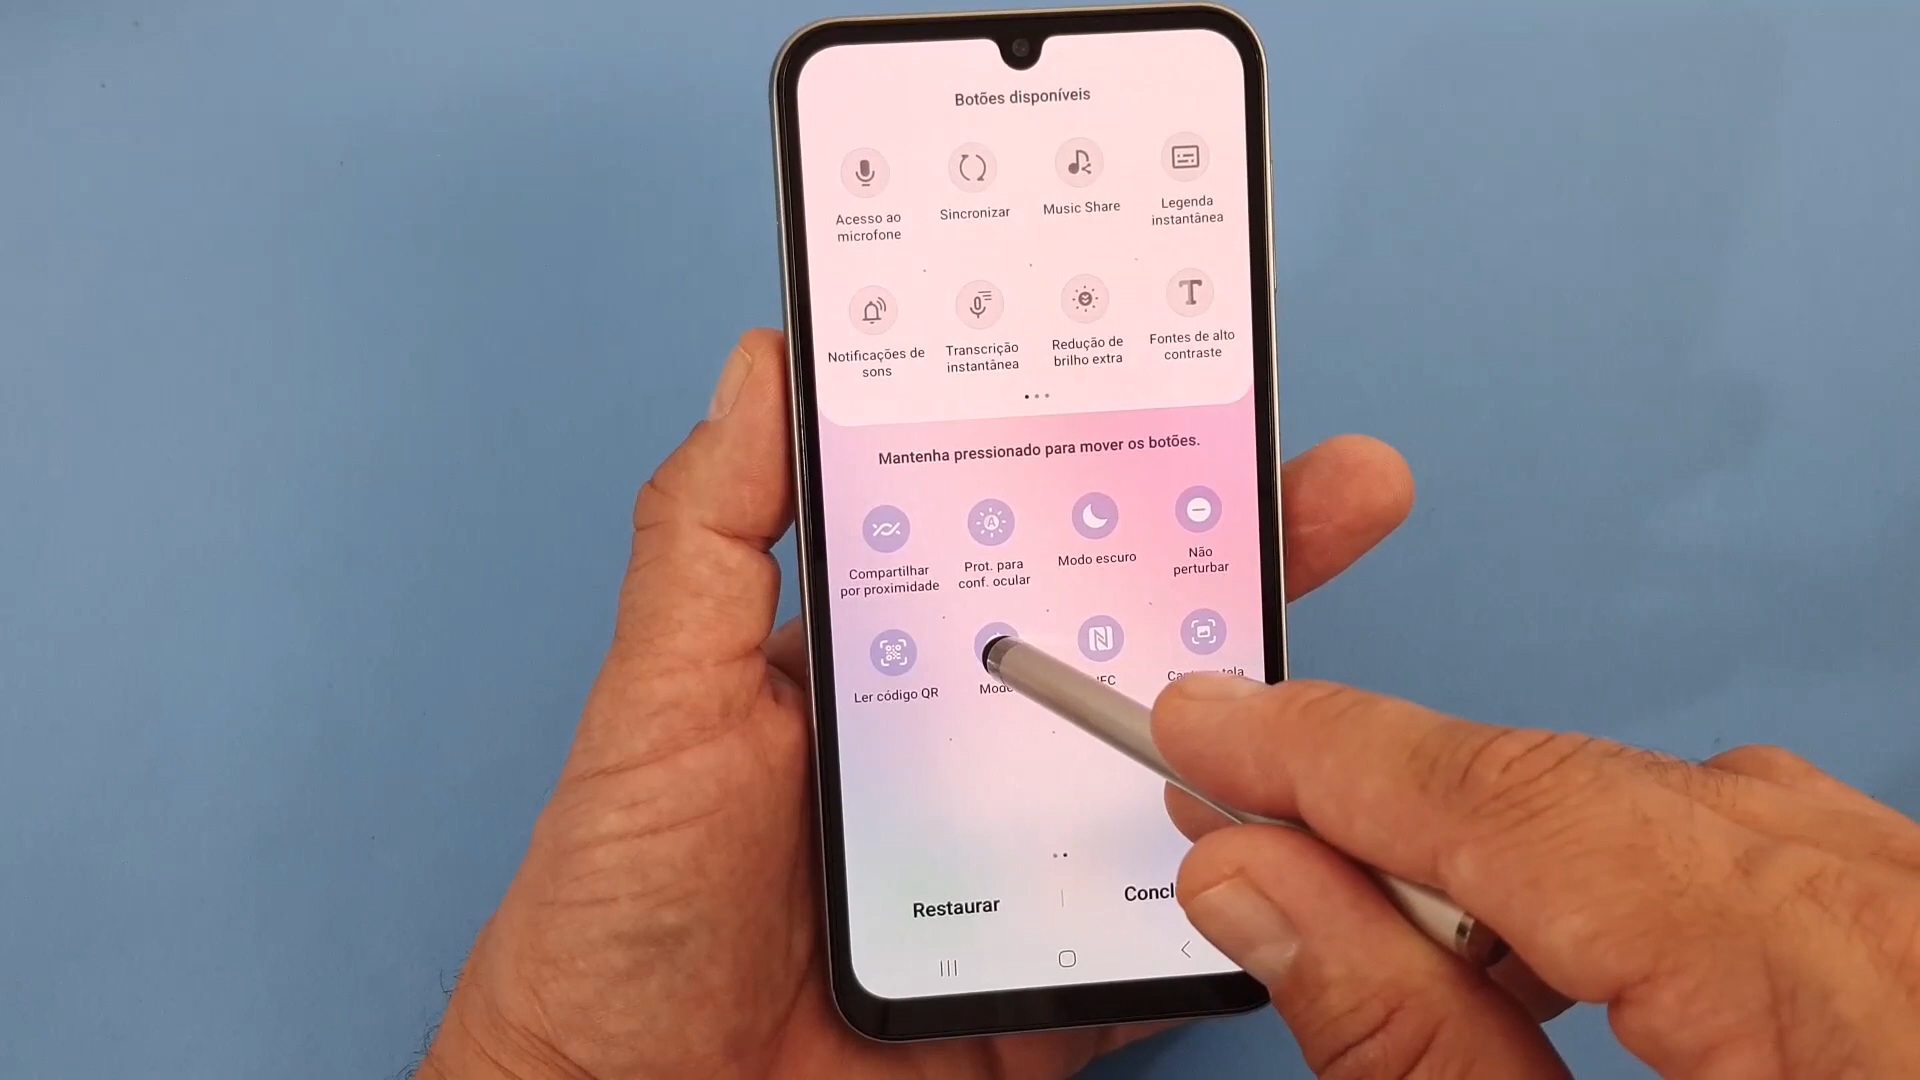 Botões disponíveis
Acesso ao
microfone
Sincronizar
Music Share
Legenda
instantânea
Notificações de
sons
Transcrição
instantânea
Redução de
brilho extra
Fontes de alto
contraste
Mantenha pressionado para mover os botões.
Compartilhar
por proximidade
Prot. para
conf. ocular
Modo escuro
Não
perturbar
Ler código QR
Restaurar